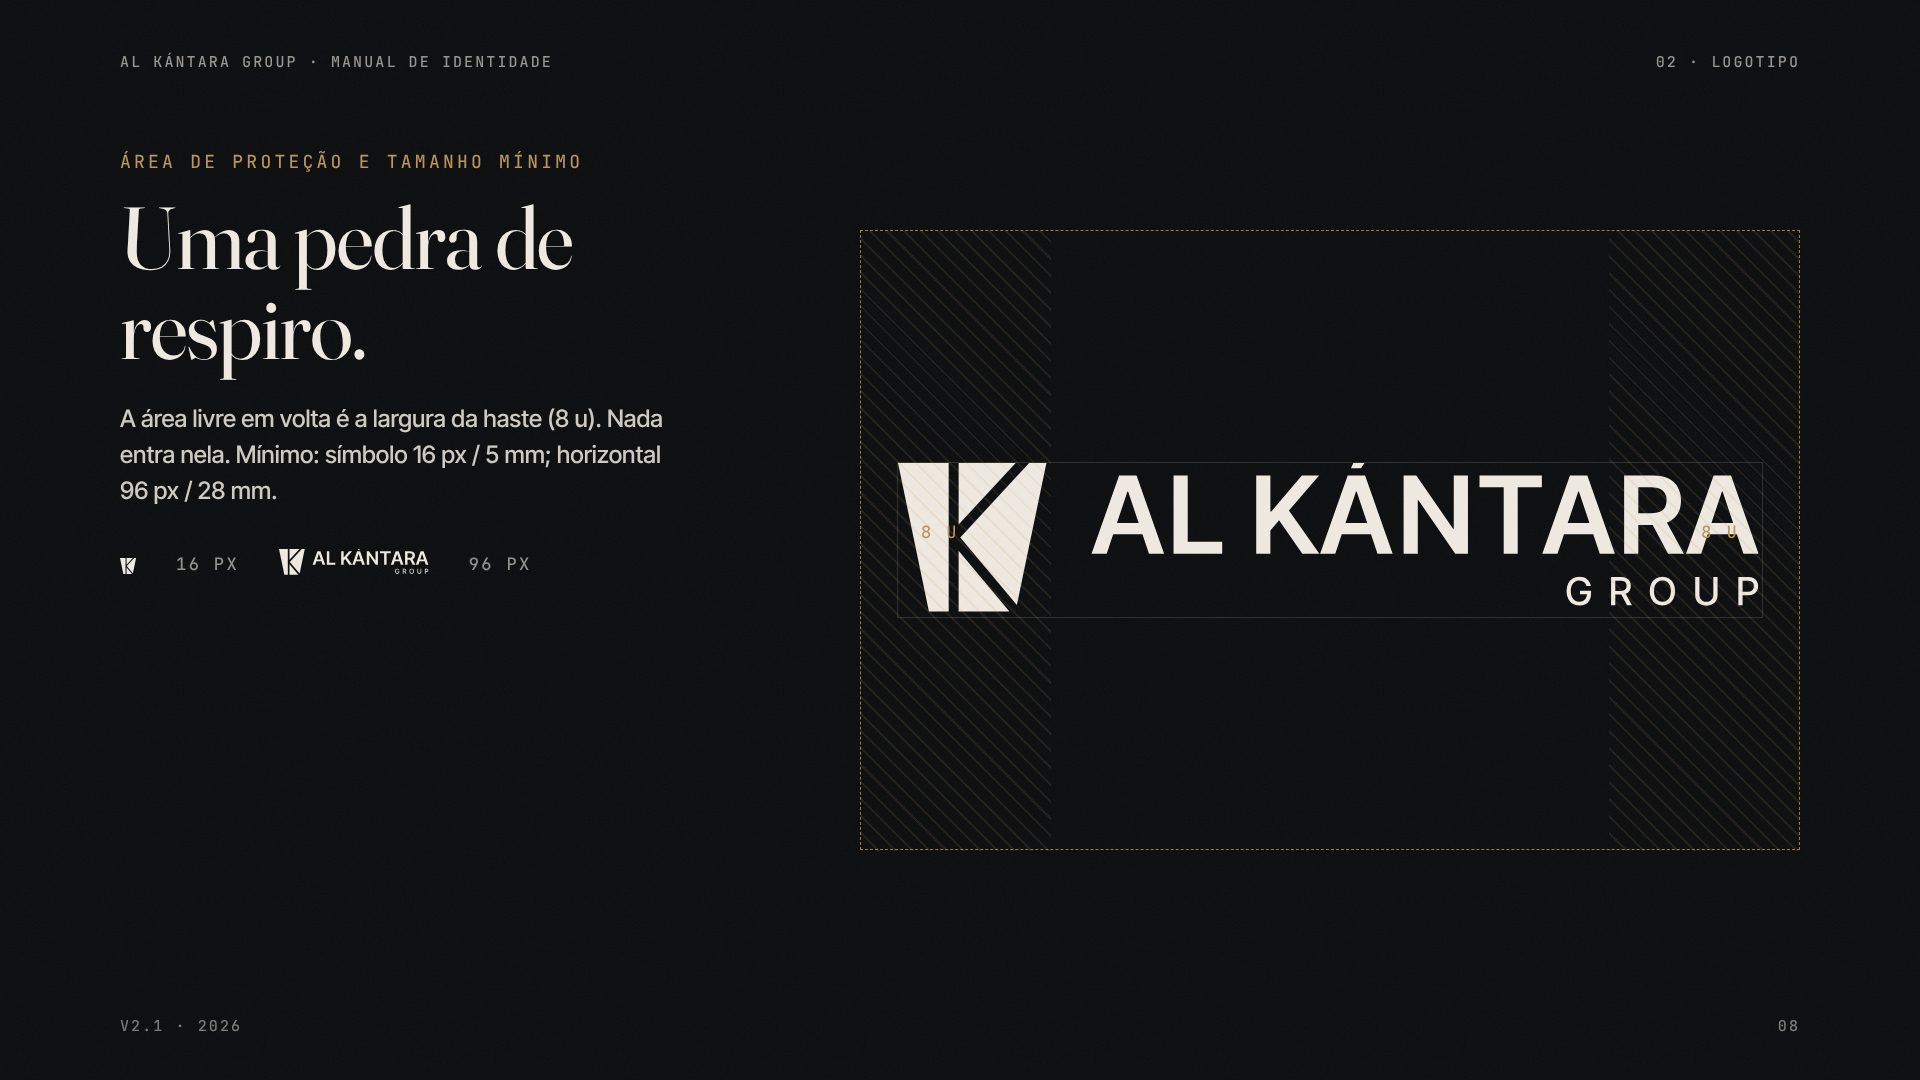 AL KÁNTARA GROUP · MANUAL DE IDENTIDADE
02 · LOGOTIPO
ÁREA DE PROTEÇÃO E TAMANHO MÍNIMO
Uma pedra de
respiro.
A área livre em volta é a largura da haste (8 u). Nada
entra nela. Mínimo: símbolo 16 px / 5 mm; horizontal
96 px / 28 mm.
K
16 PX
K AL KÁNTARA
GROUP
96 PX
K AL KÁNTARA
GROUP
8 U
8 U
V2.1 · 2026
08